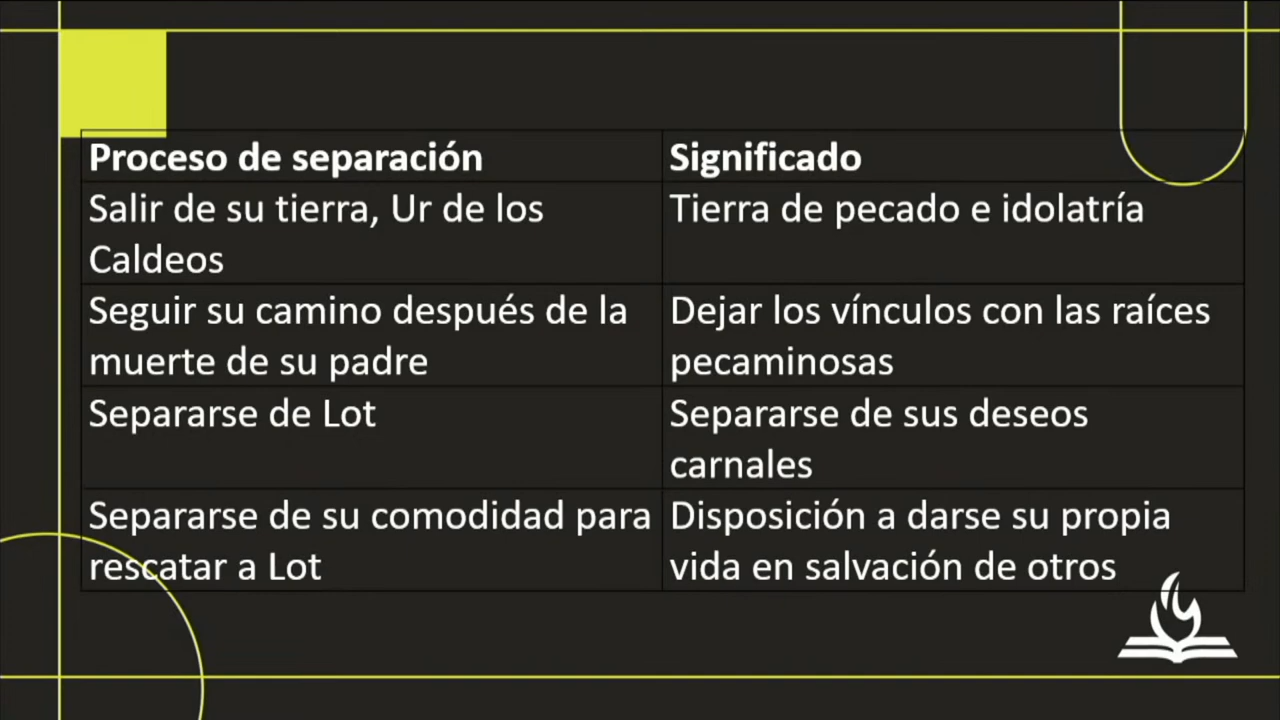 Proceso de separación
Significado
Salir de su tierra, Ur de los
Caldeos
Tierra de pecado e idolatría
Seguir su camino después de la
muerte de su padre
Dejar los vínculos con las raíces
pecaminosas
Separarse de Lot
Separarse de sus deseos
carnales
Separarse de su comodidad para
rescatar a Lot
Disposición a darse su propia
vida en salvación de otros